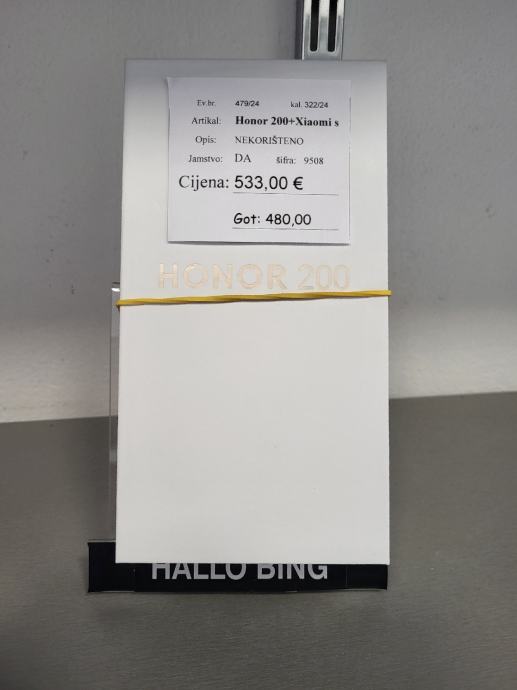 Ev.br. 479/24 kal. 322/24
Artikal: Honor 200+Xiaomi s
Opis: NEKORIŠTENO
Jamstvo: DA šifra: 9508
Cijena: 533,00 €
Got: 480,00
HONOR 200
HALLO BING